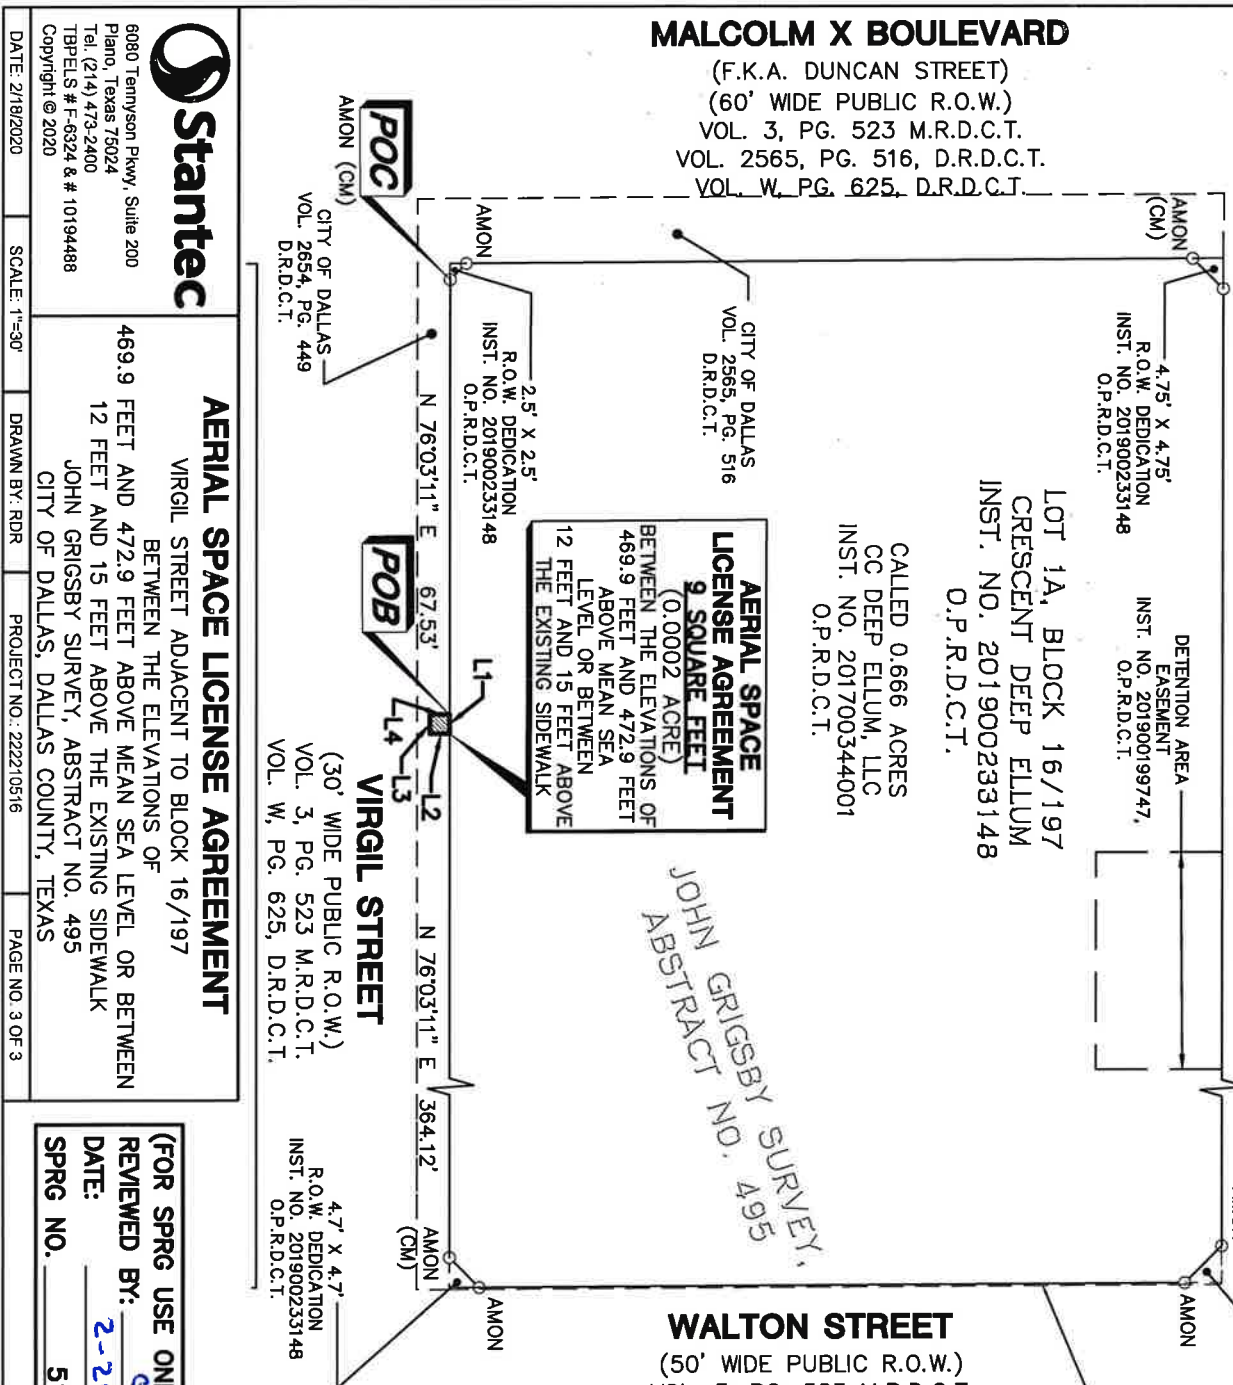 MALCOLM X BOULEVARD
(F.K.A. DUNCAN STREET)
(60' WIDE PUBLIC R.O.W.)
VOL. 3, PG. 523 M.R.D.C.T.
VOL. 2565, PG. 516, D.R.D.C.T.
VOL. W, PG. 625, D.R.D.C.T.
AMON
(CM)
4.75' X 4.75'
R.O.W. DEDICATION
INST. NO. 201900233148
O.P.R.D.C.T.
DETENTION AREA
EASEMENT
INST. NO. 201900199747,
O.P.R.D.C.T.
LOT 1A, BLOCK 16/197
CRESCENT DEEP ELLUM
INST. NO. 201900233148
O.P.R.D.C.T.
CALLED 0.666 ACRES
CC DEEP ELLUM, LLC
INST. NO. 201700344001
O.P.R.D.C.T.
CITY OF DALLAS
VOL. 2565, PG. 516
D.R.D.C.T.
AERIAL SPACE
LICENSE AGREEMENT
9 SQUARE FEET
(0.0002 ACRE)
BETWEEN THE ELEVATIONS OF
469.9 FEET AND 472.9 FEET
ABOVE MEAN SEA
LEVEL OR BETWEEN
12 FEET AND 15 FEET ABOVE
THE EXISTING SIDEWALK
JOHN GRIGSBY SURVEY,
ABSTRACT NO. 495
AMON
2.5' X 2.5'
R.O.W. DEDICATION
INST. NO. 201900233148
O.P.R.D.C.T.
POC
AMON (CM)
CITY OF DALLAS
VOL. 2654, PG. 449
D.R.D.C.T.
N 76°03'11" E 67.53'
POB
L1
L2
L3
L4
N 76°03'11" E 364.12'
AMON
(CM)
AMON
AMON
VIRGIL STREET
(30' WIDE PUBLIC R.O.W.)
VOL. 3, PG. 523 M.R.D.C.T.
VOL. W, PG. 625, D.R.D.C.T.
4.7' X 4.7'
R.O.W. DEDICATION
INST. NO. 201900233148
O.P.R.D.C.T.
WALTON STREET
(50' WIDE PUBLIC R.O.W.)
Stantec
6080 Tennyson Pkwy, Suite 200
Plano, Texas 75024
Tel. (214) 473-2400
TBPELS # F-6324 & # 10194488
Copyright © 2020
AERIAL SPACE LICENSE AGREEMENT
VIRGIL STREET ADJACENT TO BLOCK 16/197
BETWEEN THE ELEVATIONS OF
469.9 FEET AND 472.9 FEET ABOVE MEAN SEA LEVEL OR BETWEEN
12 FEET AND 15 FEET ABOVE THE EXISTING SIDEWALK
JOHN GRIGSBY SURVEY, ABSTRACT NO. 495
CITY OF DALLAS, DALLAS COUNTY, TEXAS
DATE: 2/18/2020
SCALE: 1"=30'
DRAWN BY: RDR
PROJECT NO.: 222210516
PAGE NO. 3 OF 3
(FOR SPRG USE
REVIEWED BY:
DATE: 2-2
SPRG NO. 5